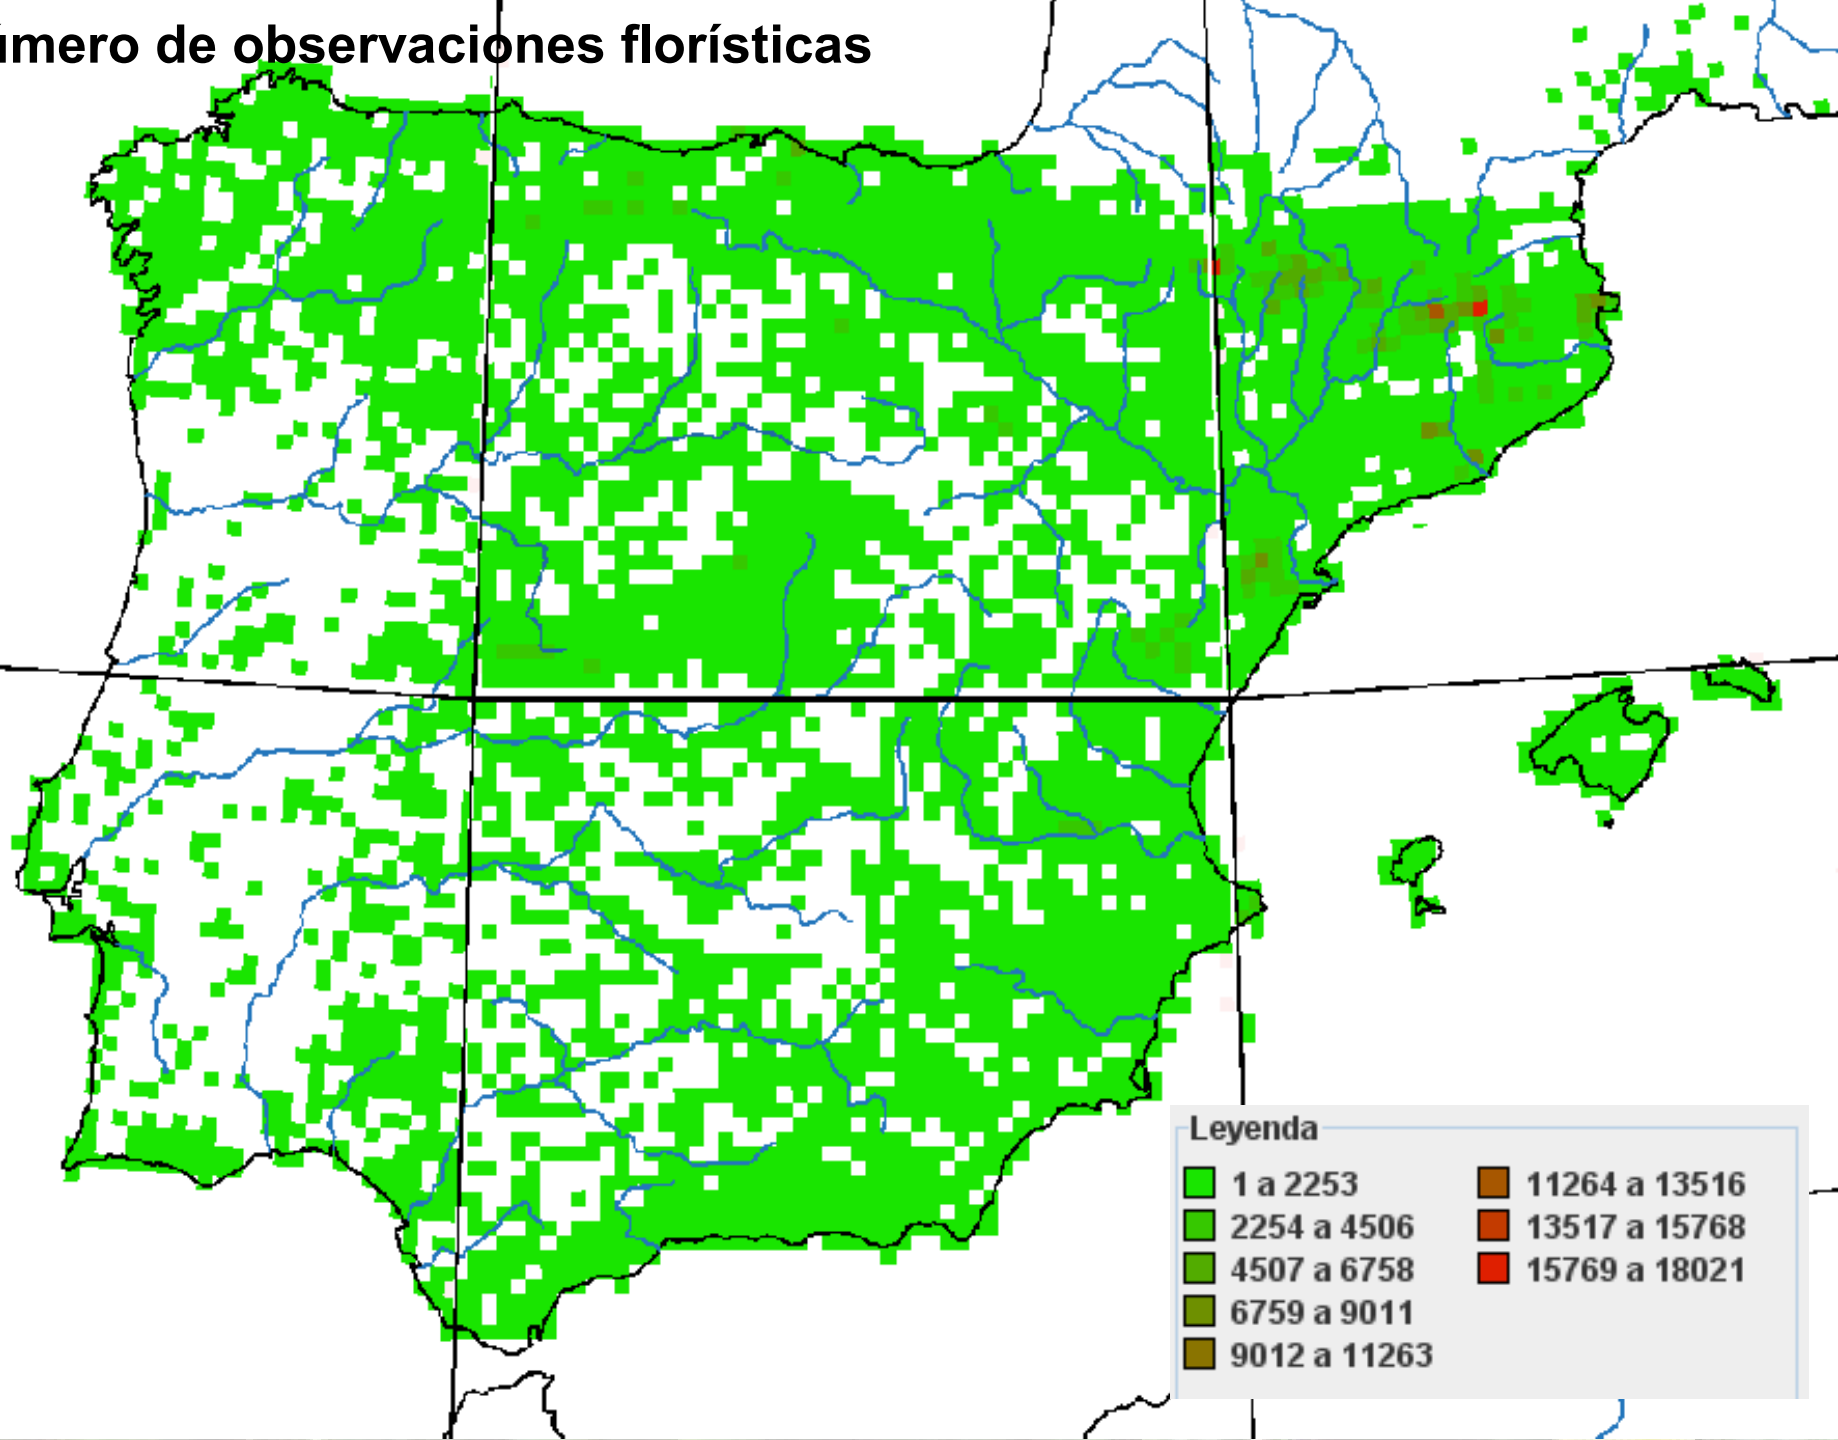 úmero de observaciones florísticas
Leyenda
1 a 2253
2254 a 4506
4507 a 6758
6759 a 9011
9012 a 11263
11264 a 13516
13517 a 15768
15769 a 18021